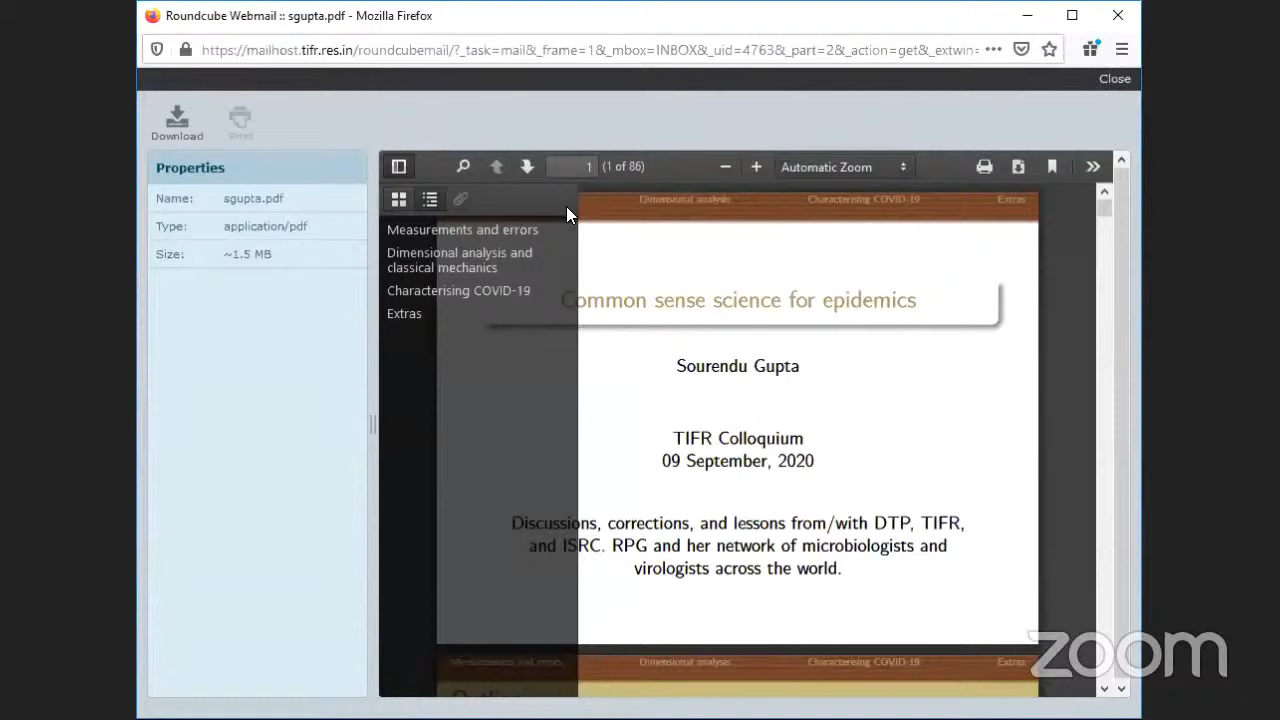 Roundcube Webmail :: sgupta.pdf - Mozilla Firefox
https://mailhost.tifr.res.in/roundcubemail/?_task=mail&_frame=1&_mbox=INBOX&_uid=4763&_part=2&_action=get&_extwin=
Close
Download
Print
Properties
Name: sgupta.pdf
Type: application/pdf
Size: ~1.5 MB
1 (1 of 86)
Automatic Zoom
Measurements and errors
Dimensional analysis and
classical mechanics
Characterising COVID-19
Extras
Dimensional analysis Characterising COVID-19 Extras
Common sense science for epidemics
Sourendu Gupta
TIFR Colloquium
09 September, 2020
Discussions, corrections, and lessons from/with DTP, TIFR,
and ISRC. RPG and her network of microbiologists and
virologists across the world.
Measurements and errors Dimensional analysis Characterising COVID-19 Extras
Outline
zoom